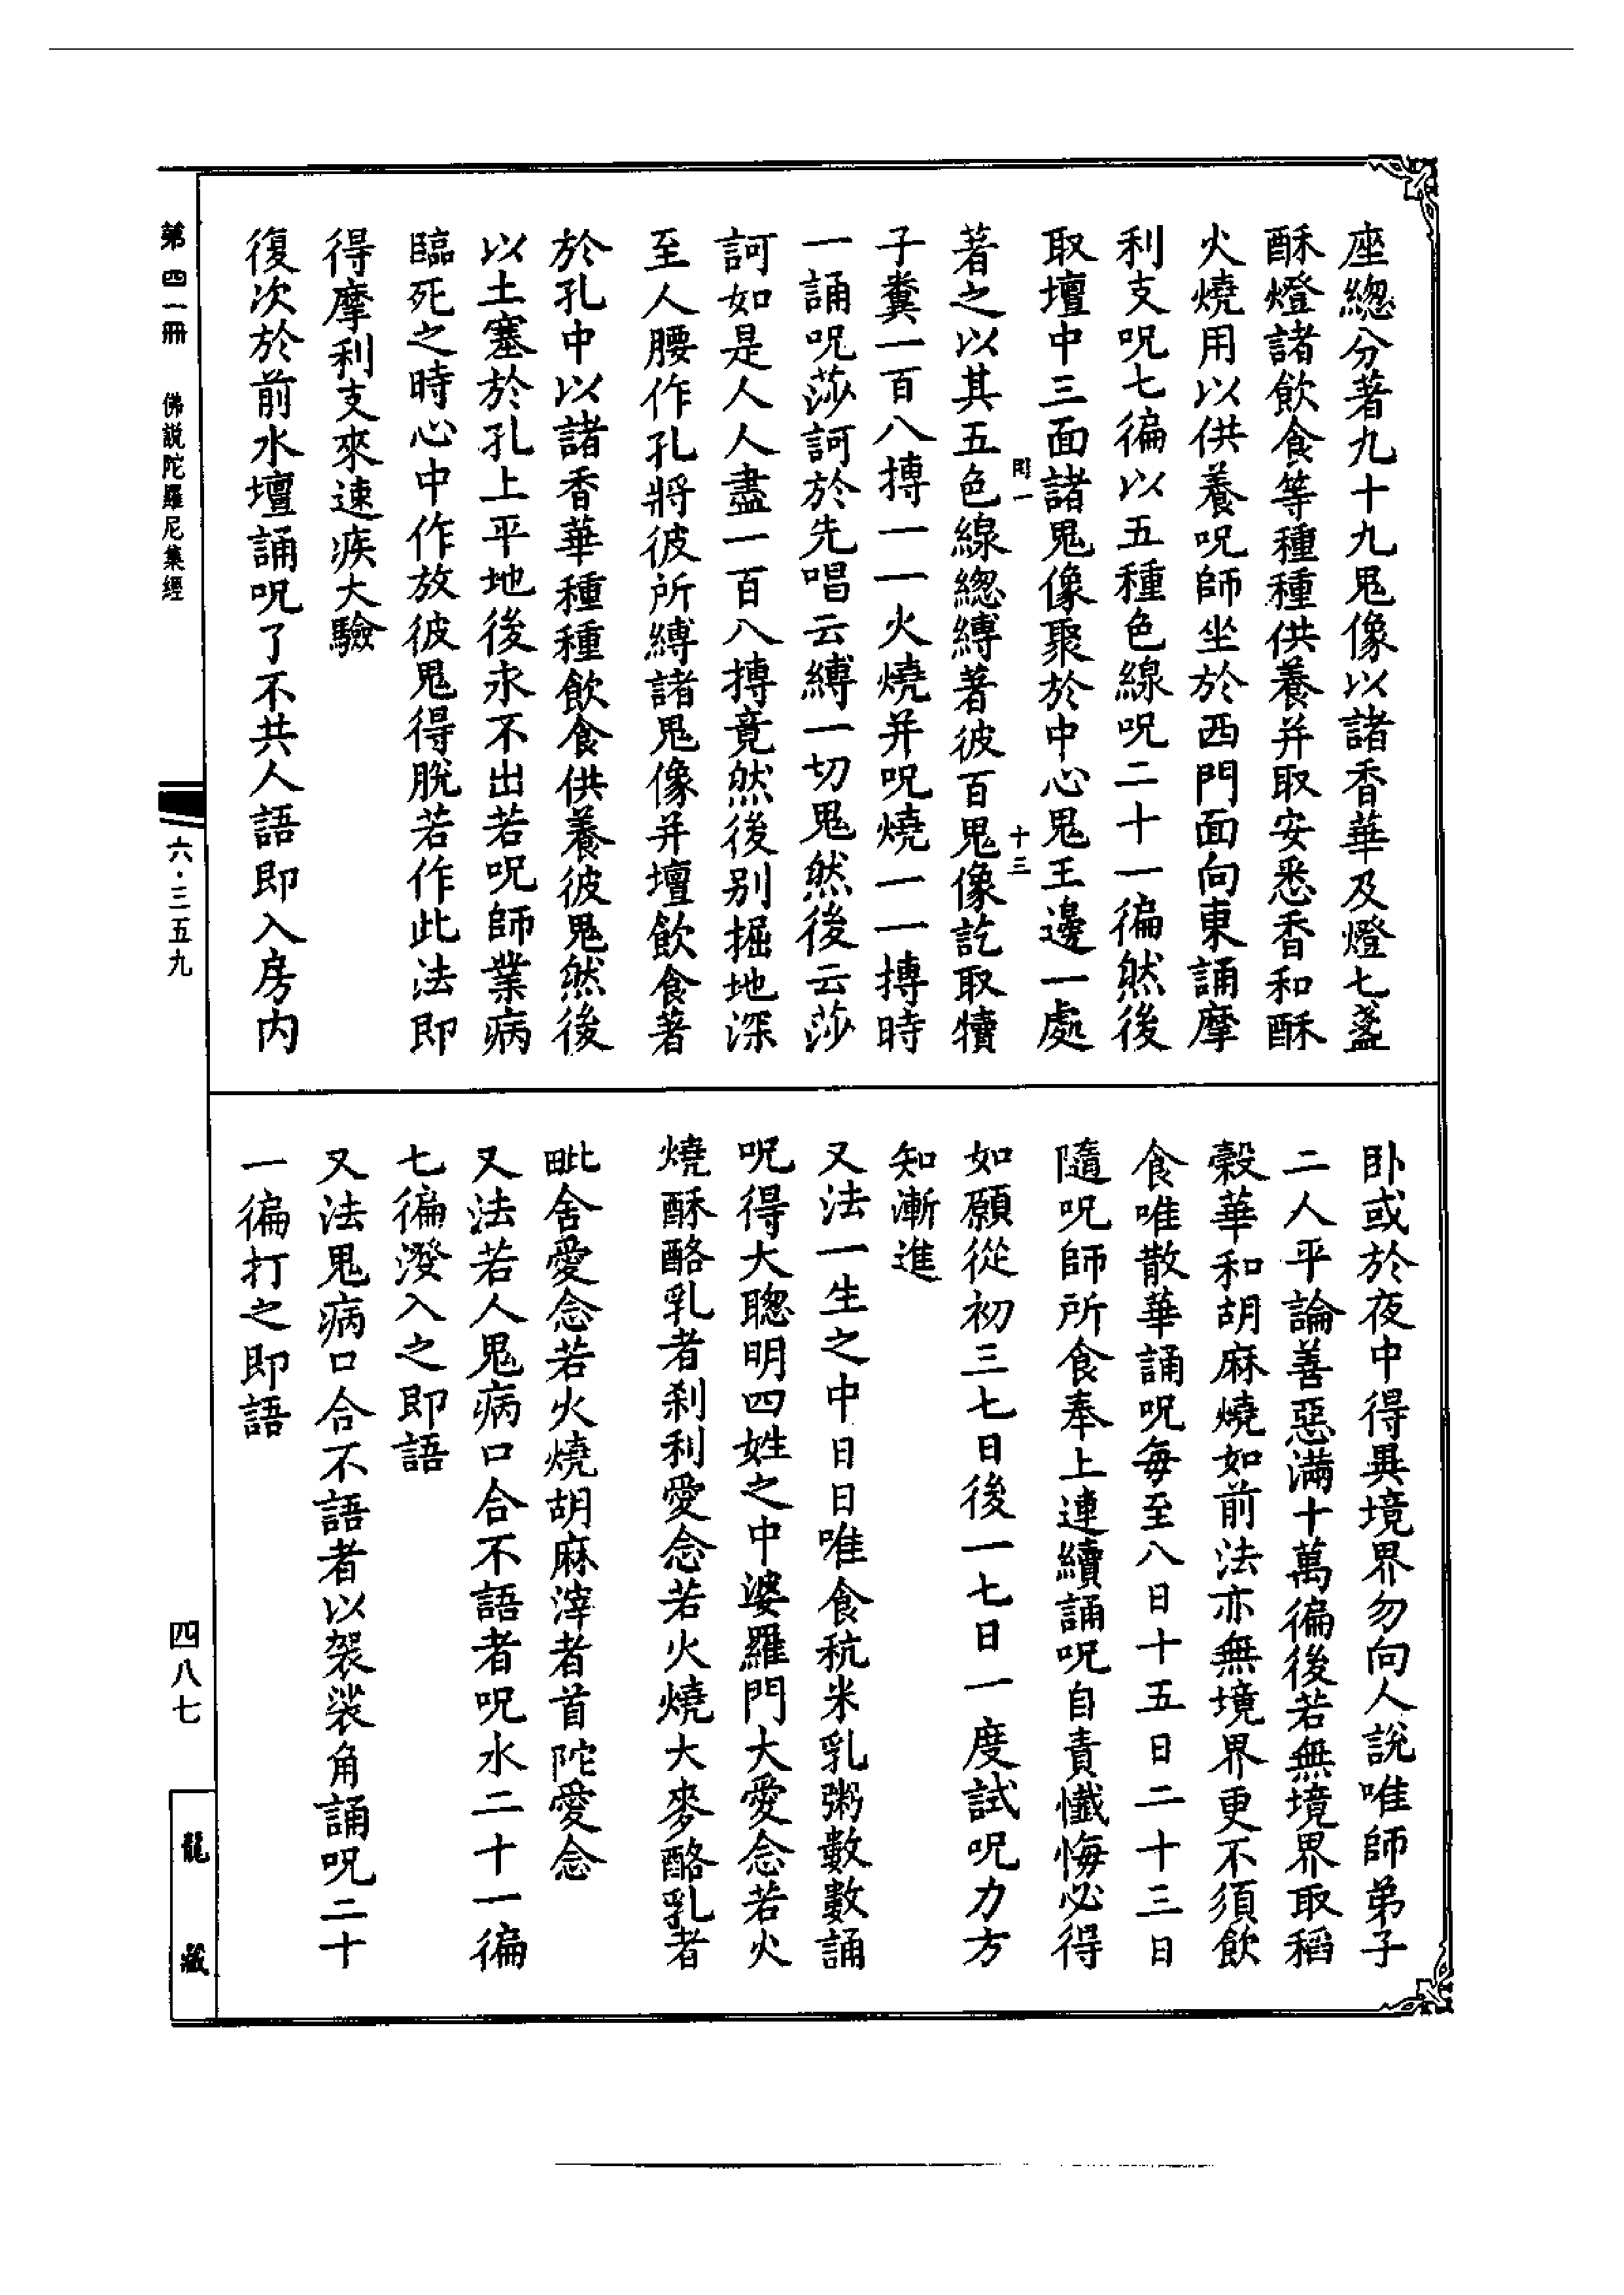 座總分著九十九鬼像以諸香華及燈七盞
酥燈諸飲食等種種供養并取安悉香和酥
火燒用以供養呪師坐於西門面向東誦摩
利支呪七徧以五種色線呪二十一徧然後
取壇中三面諸鬼像聚於中心鬼王邊一處
十三
著之以其五色線總縛著彼百鬼像訖取犢
子糞一百八摶一一火燒并呪燒一一摶時
一誦呪莎訶於先唱云縛一切鬼然後云莎
訶如是人人盡一百八摶竟然後別掘地深
至人腰作孔將彼所縛諸鬼像并壇飲食著
於孔中以諸香華種種飲食供養彼鬼然後
以土塞於孔上平地後永不出若呪師業病
臨死之時心中作放彼鬼得脫若作此法即
得摩利支來速疾大驗
復次於前水壇誦呪了不共人語即入房內
臥或於夜中得異境界勿向人說唯師弟子
二人平論善惡滿十萬徧後若無境界取稻
穀華和胡麻燒如前法亦無境界更不須飲
食唯散華誦呪每至八日十五日二十三日
隨呪師所食奉上連續誦呪自責懺悔必得
如願從初三七日後一七日一度試呪力方
知漸進
又法一生之中日日唯食秔米乳粥數數誦
呪得大聰明四姓之中婆羅門大愛念若火
燒酥酪乳者剎利愛念若火燒大麥酪乳者
毗舍愛念若火燒胡麻滓者首陀愛念
又法若人鬼病口合不語者呪水二十一徧
七徧潑入之即語
又法鬼病口合不語者以袈裟角誦呪二十
一徧打之即語
第四一冊 佛說陀羅尼集經
六·三五九
四八七
龍藏